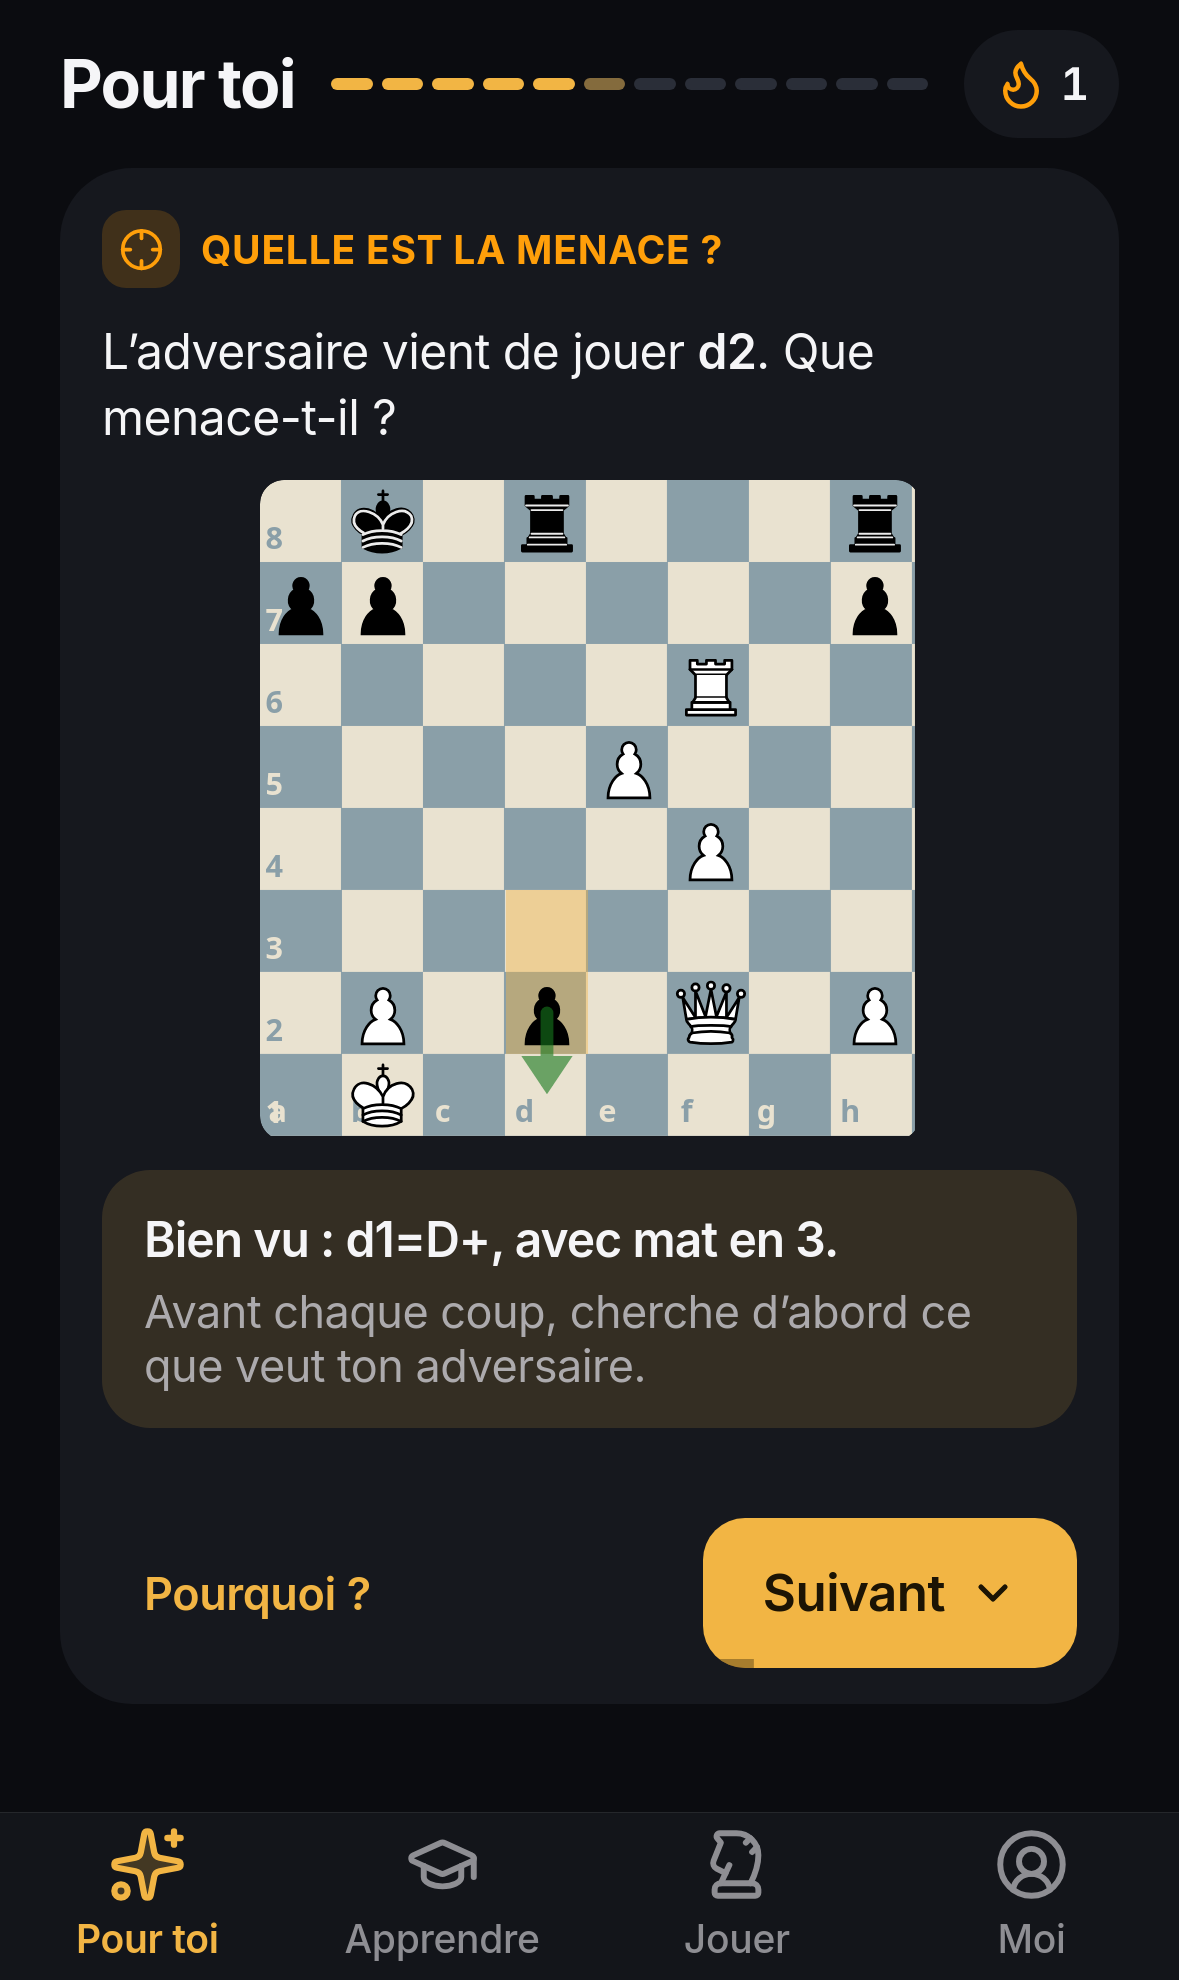 Pour toi
1
QUELLE EST LA MENACE ?
L’adversaire vient de jouer d2. Que
menace-t-il ?
8
7
6
5
4
3
2
1
a b c d e f g h
Bien vu : d1=D+, avec mat en 3.
Avant chaque coup, cherche d’abord ce
que veut ton adversaire.
Pourquoi ?
Suivant
Pour toi Apprendre Jouer Moi